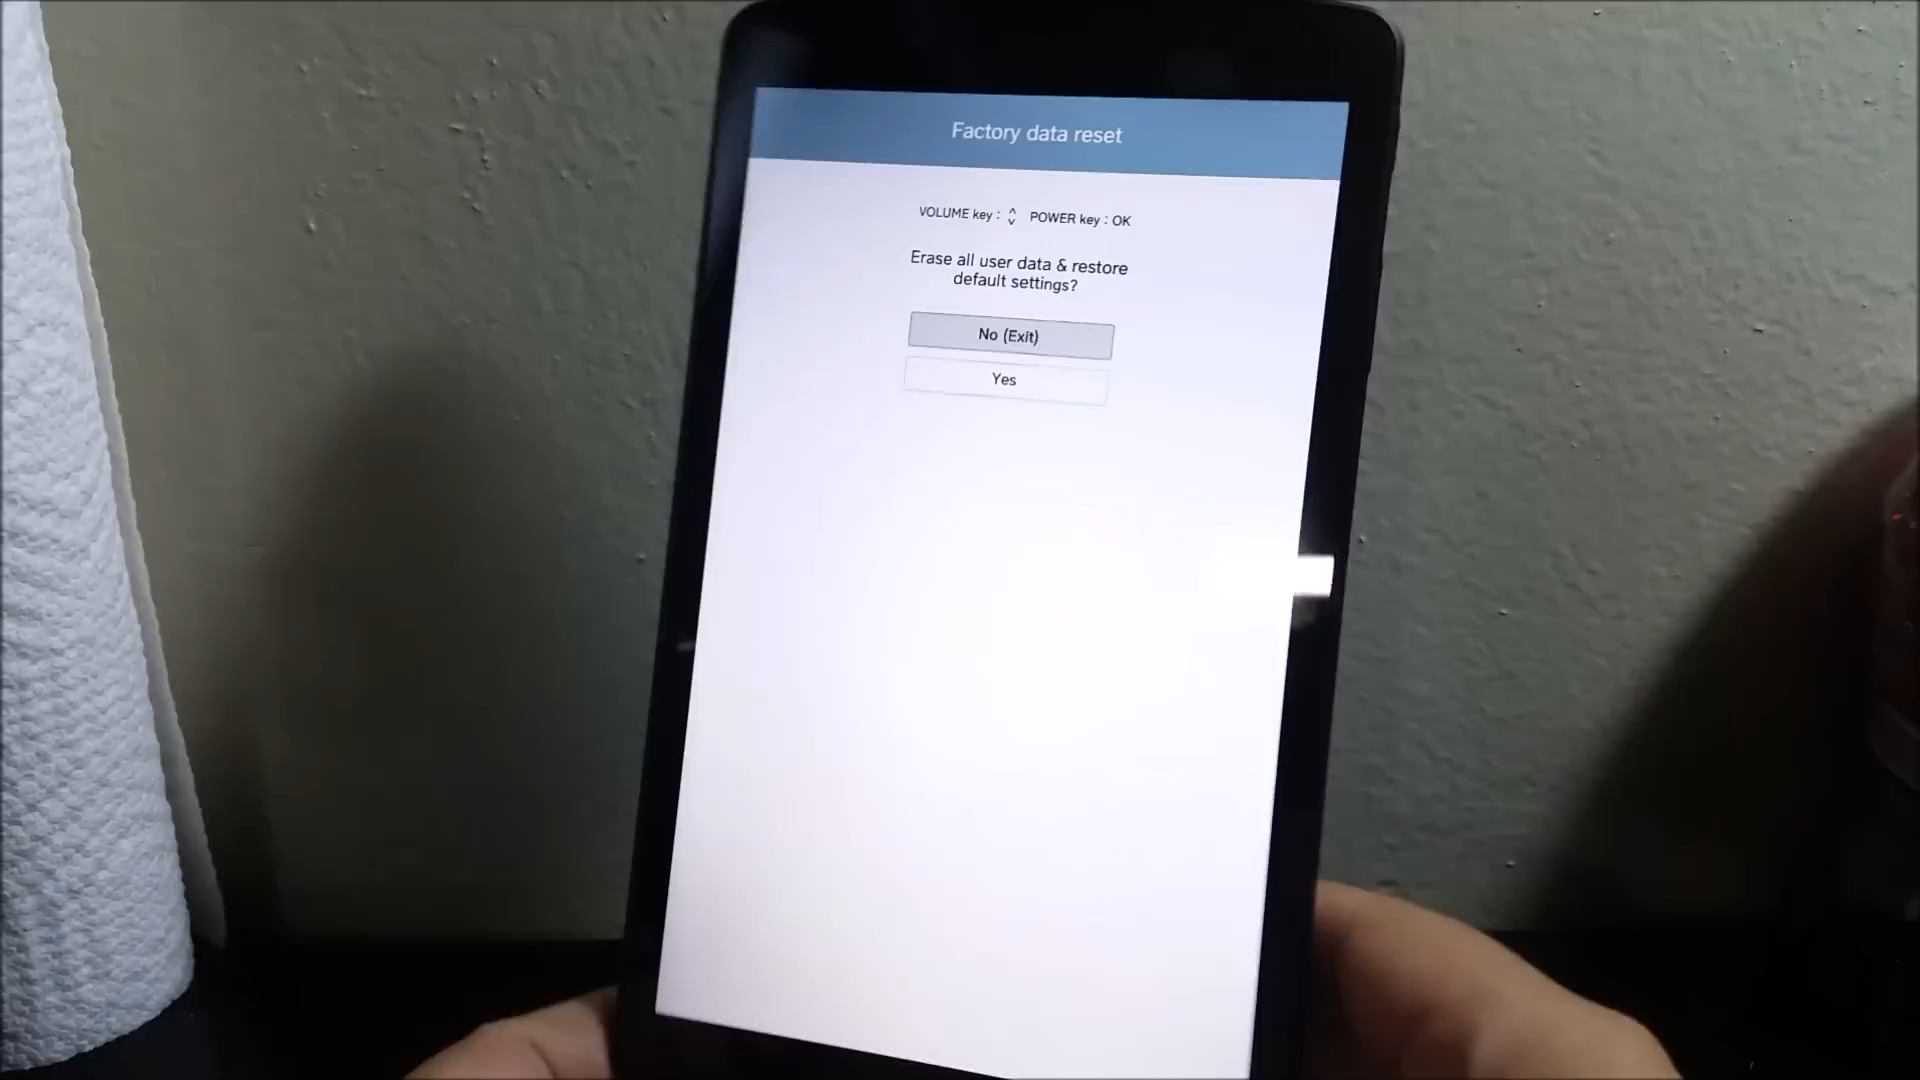 Factory data reset
VOLUME key : POWER key : OK
Erase all user data & restore
default settings?
No (Exit)
Yes